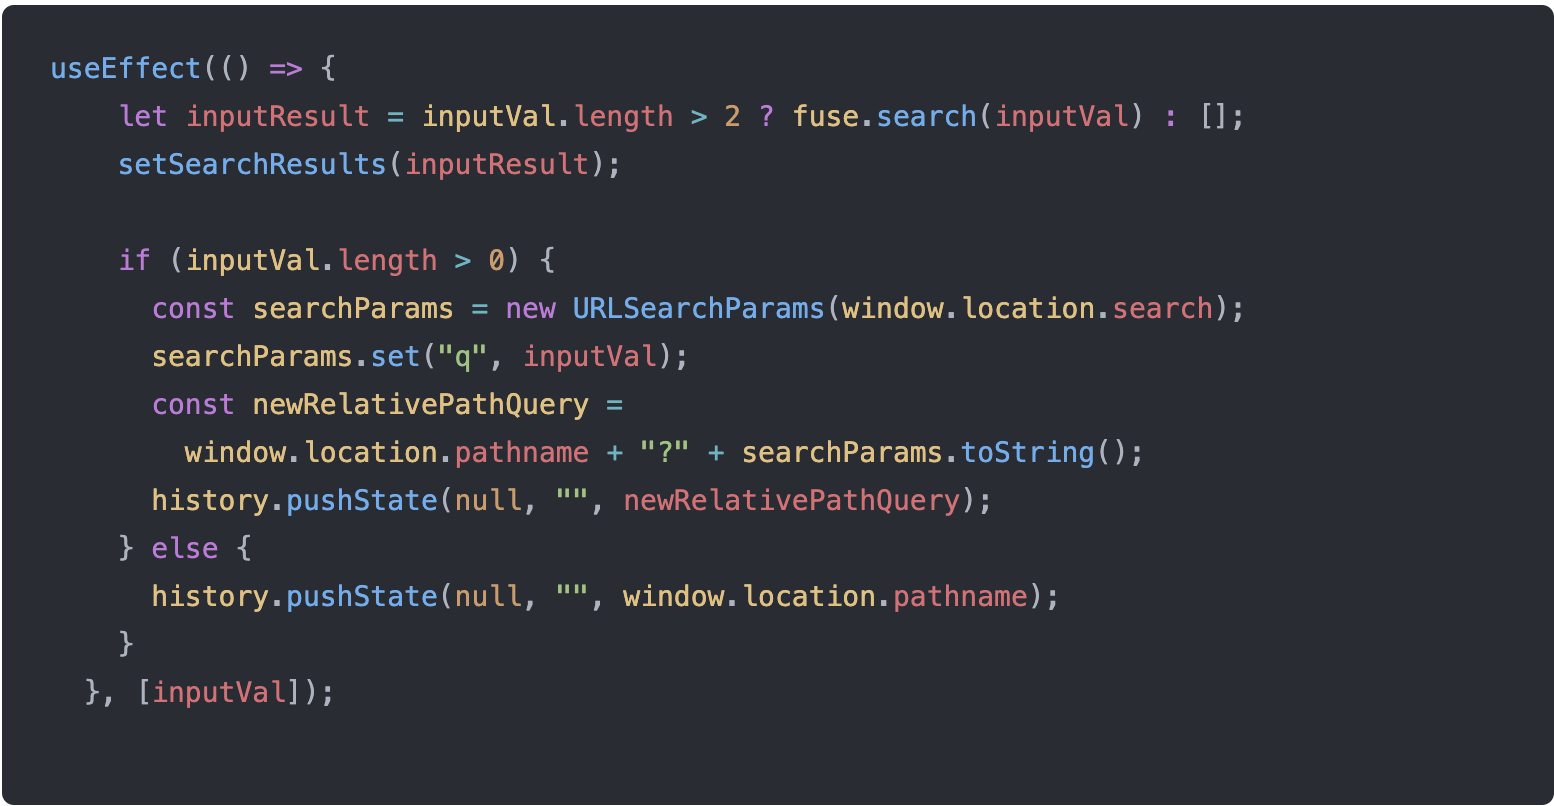 useEffect(() => {
    let inputResult = inputVal.length > 2 ? fuse.search(inputVal) : [];
    setSearchResults(inputResult);

    if (inputVal.length > 0) {
      const searchParams = new URLSearchParams(window.location.search);
      searchParams.set("q", inputVal);
      const newRelativePathQuery =
        window.location.pathname + "?" + searchParams.toString();
      history.pushState(null, "", newRelativePathQuery);
    } else {
      history.pushState(null, "", window.location.pathname);
    }
  }, [inputVal]);